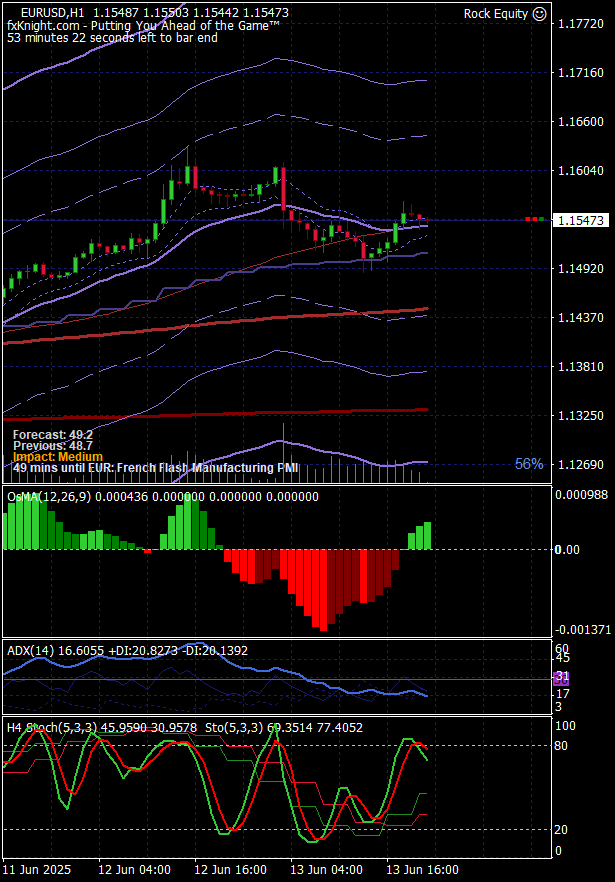 EURUSD,H1 1.15487 1.15503 1.15442 1.15473
Rock Equity ☺
fxKnight.com - Putting You Ahead of the Game™
53 minutes 22 seconds left to bar end
1.17720
1.17160
1.16600
1.16040
1.15473
1.14920
1.14370
1.13810
1.13250
1.12690
Forecast: 49.2
Previous: 48.7
Impact: Medium
49 mins until EUR: French Flash Manufacturing PMI
56%
OsMA(12,26,9) 0.000436 0.000000 0.000000 0.000000
0.000988
0.00
-0.001371
ADX(14) 16.6055 +DI:20.8273 -DI:20.1392
60
45
31
17
3
H4 Stoch(5,3,3) 45.9590 30.9578 Sto(5,3,3) 69.3514 77.4052
100
80
20
0
11 Jun 2025
12 Jun 04:00
12 Jun 16:00
13 Jun 04:00
13 Jun 16:00